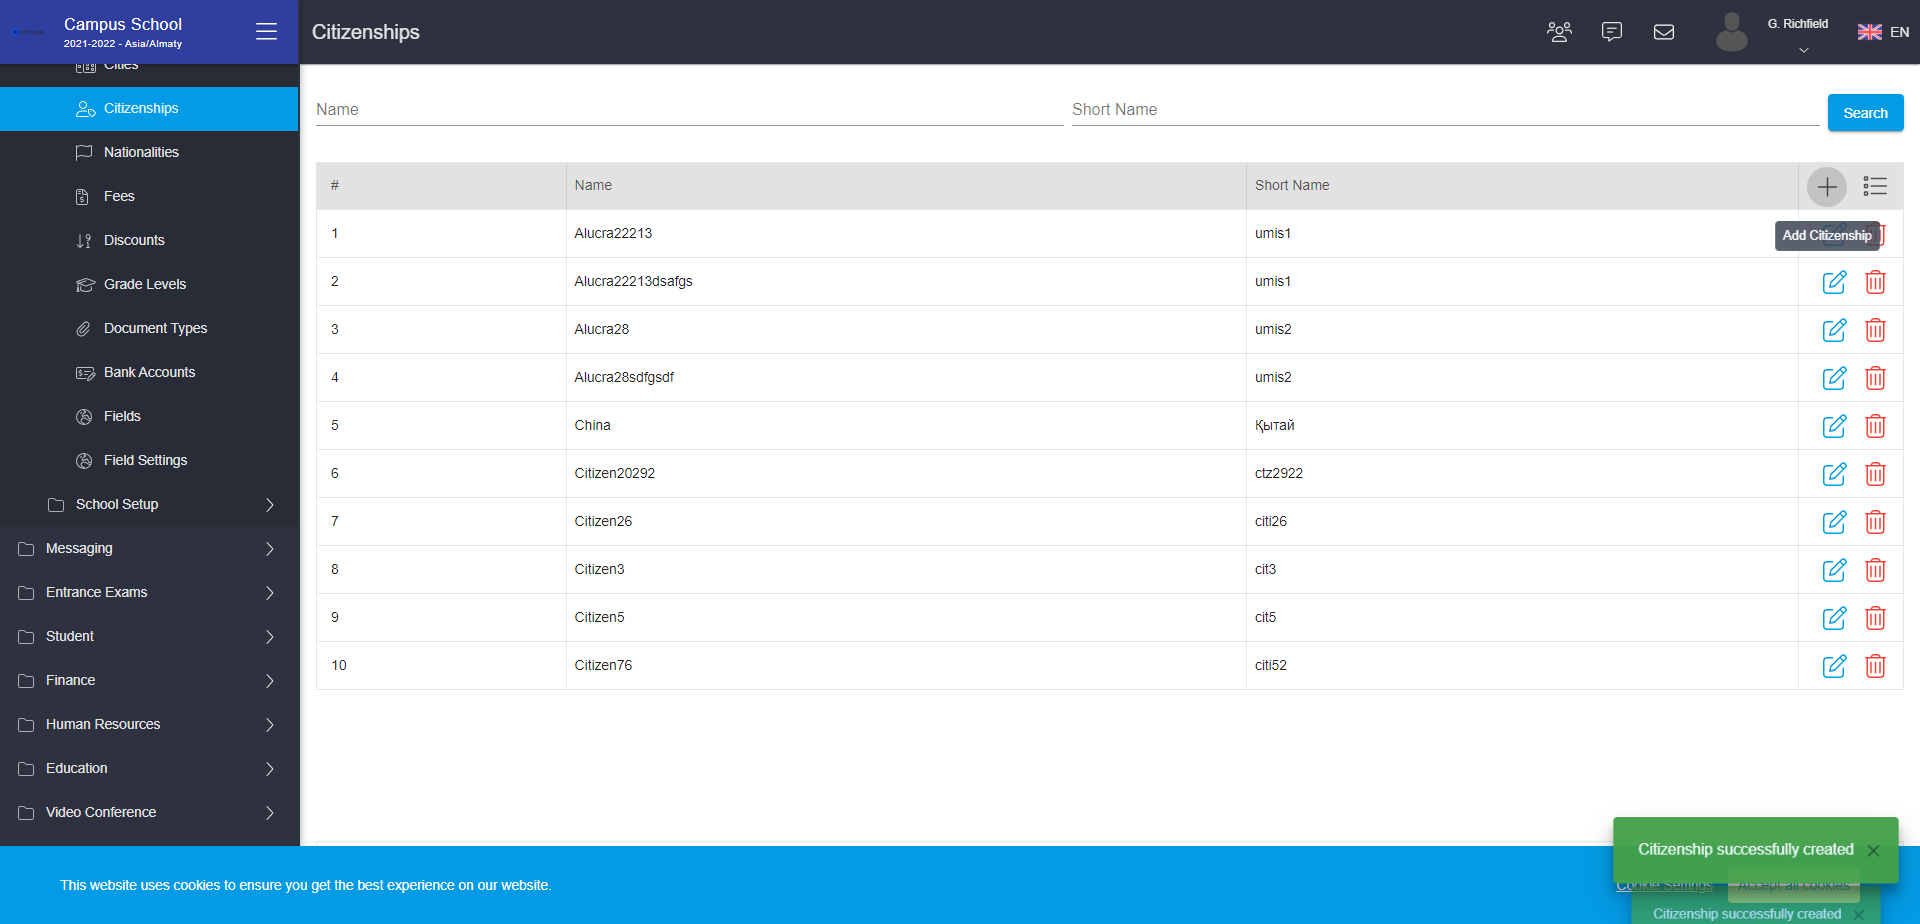 Campus School
2021-2022 - Asia/Almaty
Citizenships
G. Richfield
EN
Cities
Citizenships
Nationalities
Fees
Discounts
Grade Levels
Document Types
Bank Accounts
Fields
Field Settings
School Setup
Messaging
Entrance Exams
Student
Finance
Human Resources
Education
Video Conference
Name
Short Name
Search
# Name Short Name
1 Alucra22213 umis1
Add Citizenship
2 Alucra22213dsafgs umis1
3 Alucra28 umis2
4 Alucra28sdfgsdf umis2
5 China Қытай
6 Citizen20292 ctz2922
7 Citizen26 citi26
8 Citizen3 cit3
9 Citizen5 cit5
10 Citizen76 citi52
Citizenship successfully created
This website uses cookies to ensure you get the best experience on our website.
Cookie Settings
Accept all cookies
Citizenship successfully created